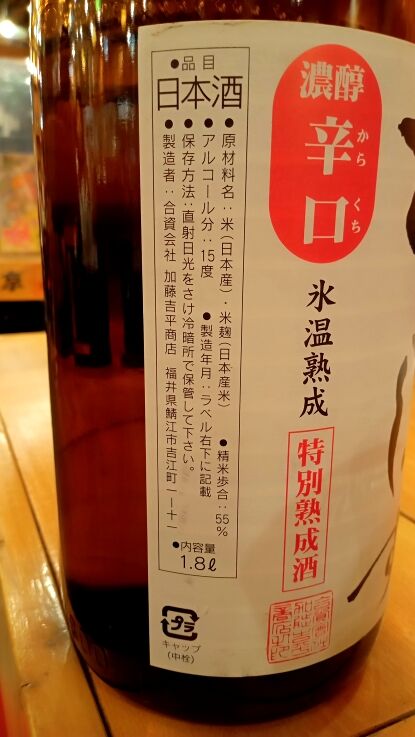 濃醇
辛口
から
くち
氷温熟成
特別熟成酒
●品目
日本酒
●原材料名：米（日本産）・米麹（日本産米）
●精米歩合：55%
●アルコール分：15度
●製造年月：ラベル右下に記載
●保存方法：直射日光をさけ冷暗所で保管して下さい。
●製造者：合資会社 加藤吉平商店 福井県鯖江市吉江町一ー十一
●内容量
1.8ℓ
プラ
キャップ
(中栓)